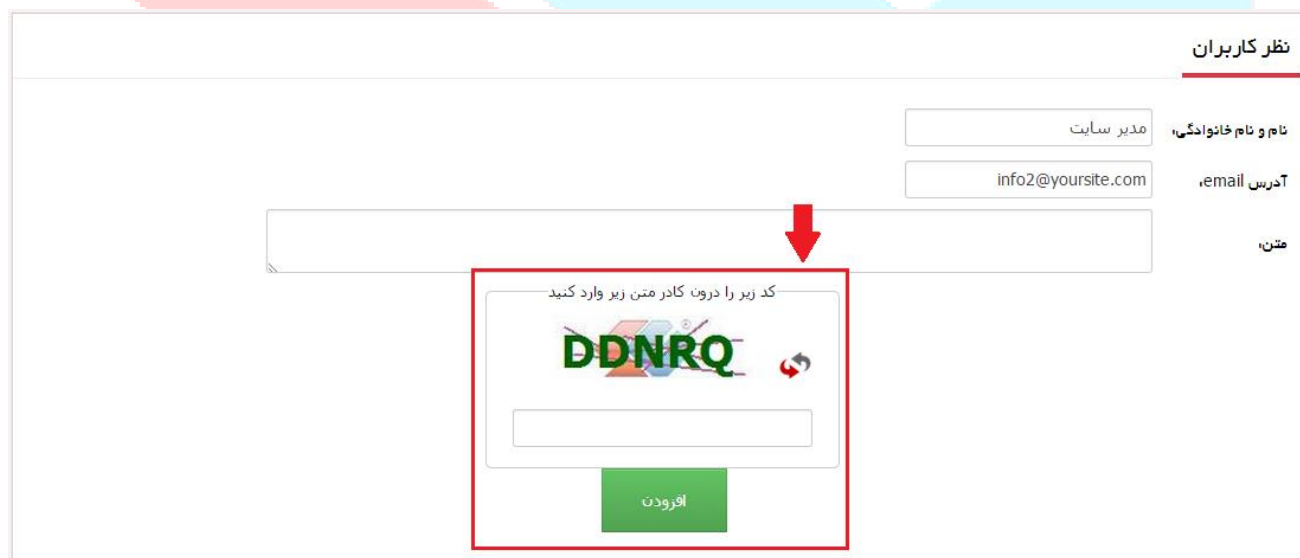 نظر کاربران
نام و نام خانوادگی: مدیر سایت
آدرس email: info2@yoursite.com
متن:
کد زیر را درون کادر متن زیر وارد کنید
DDNRQ
افزودن